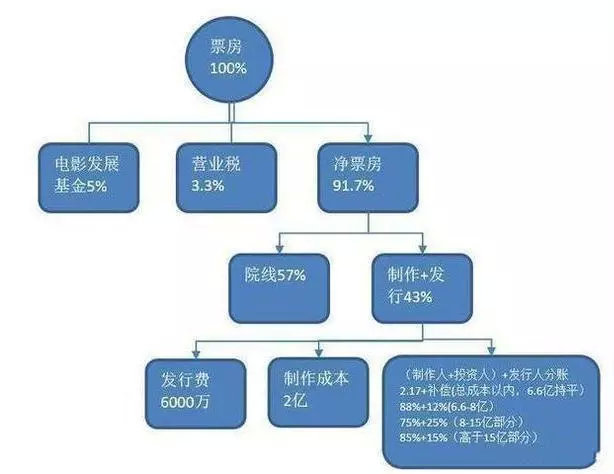 票房
100%
电影发展
基金5%
营业税
3.3%
净票房
91.7%
院线57%
制作+发
行43%
发行费
6000万
制作成本
2亿
（制作人+投资人）+发行人分账
2.17+补偿(总成本以内，6.6亿持平)
88%+12%(6.6-8亿）
75%+25%（8-15亿部分）
85%+15%（高于15亿部分）